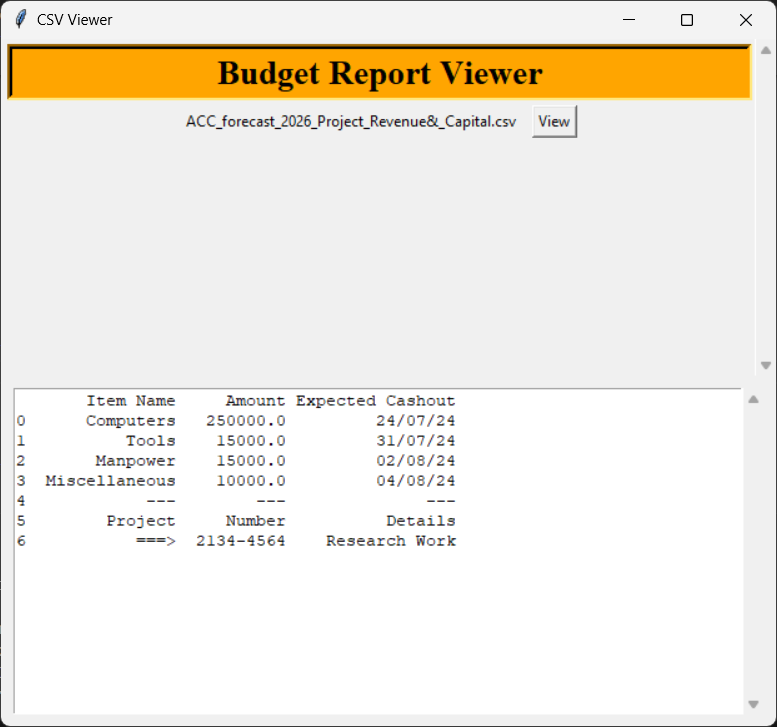 CSV Viewer
Budget Report Viewer
ACC_forecast_2026_Project_Revenue&_Capital.csv View
Item Name Amount Expected Cashout
0 Computers 250000.0 24/07/24
1 Tools 15000.0 31/07/24
2 Manpower 15000.0 02/08/24
3 Miscellaneous 10000.0 04/08/24
4 --- --- ---
5 Project Number Details
6 ===> 2134-4564 Research Work